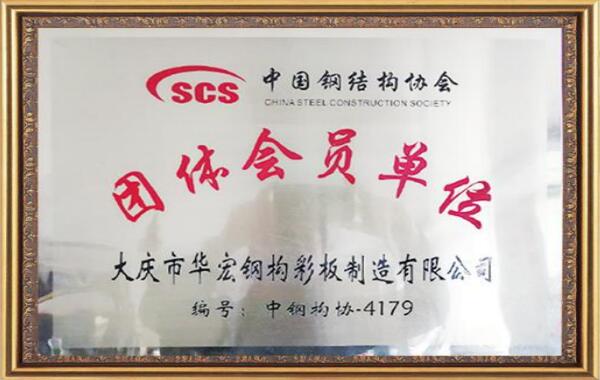 SCS 中国钢结构协会
CHINA STEEL CONSTRUCTION SOCIETY
团体会员单位
大庆市华宏钢构彩板制造有限公司
编号：中钢构协-4179